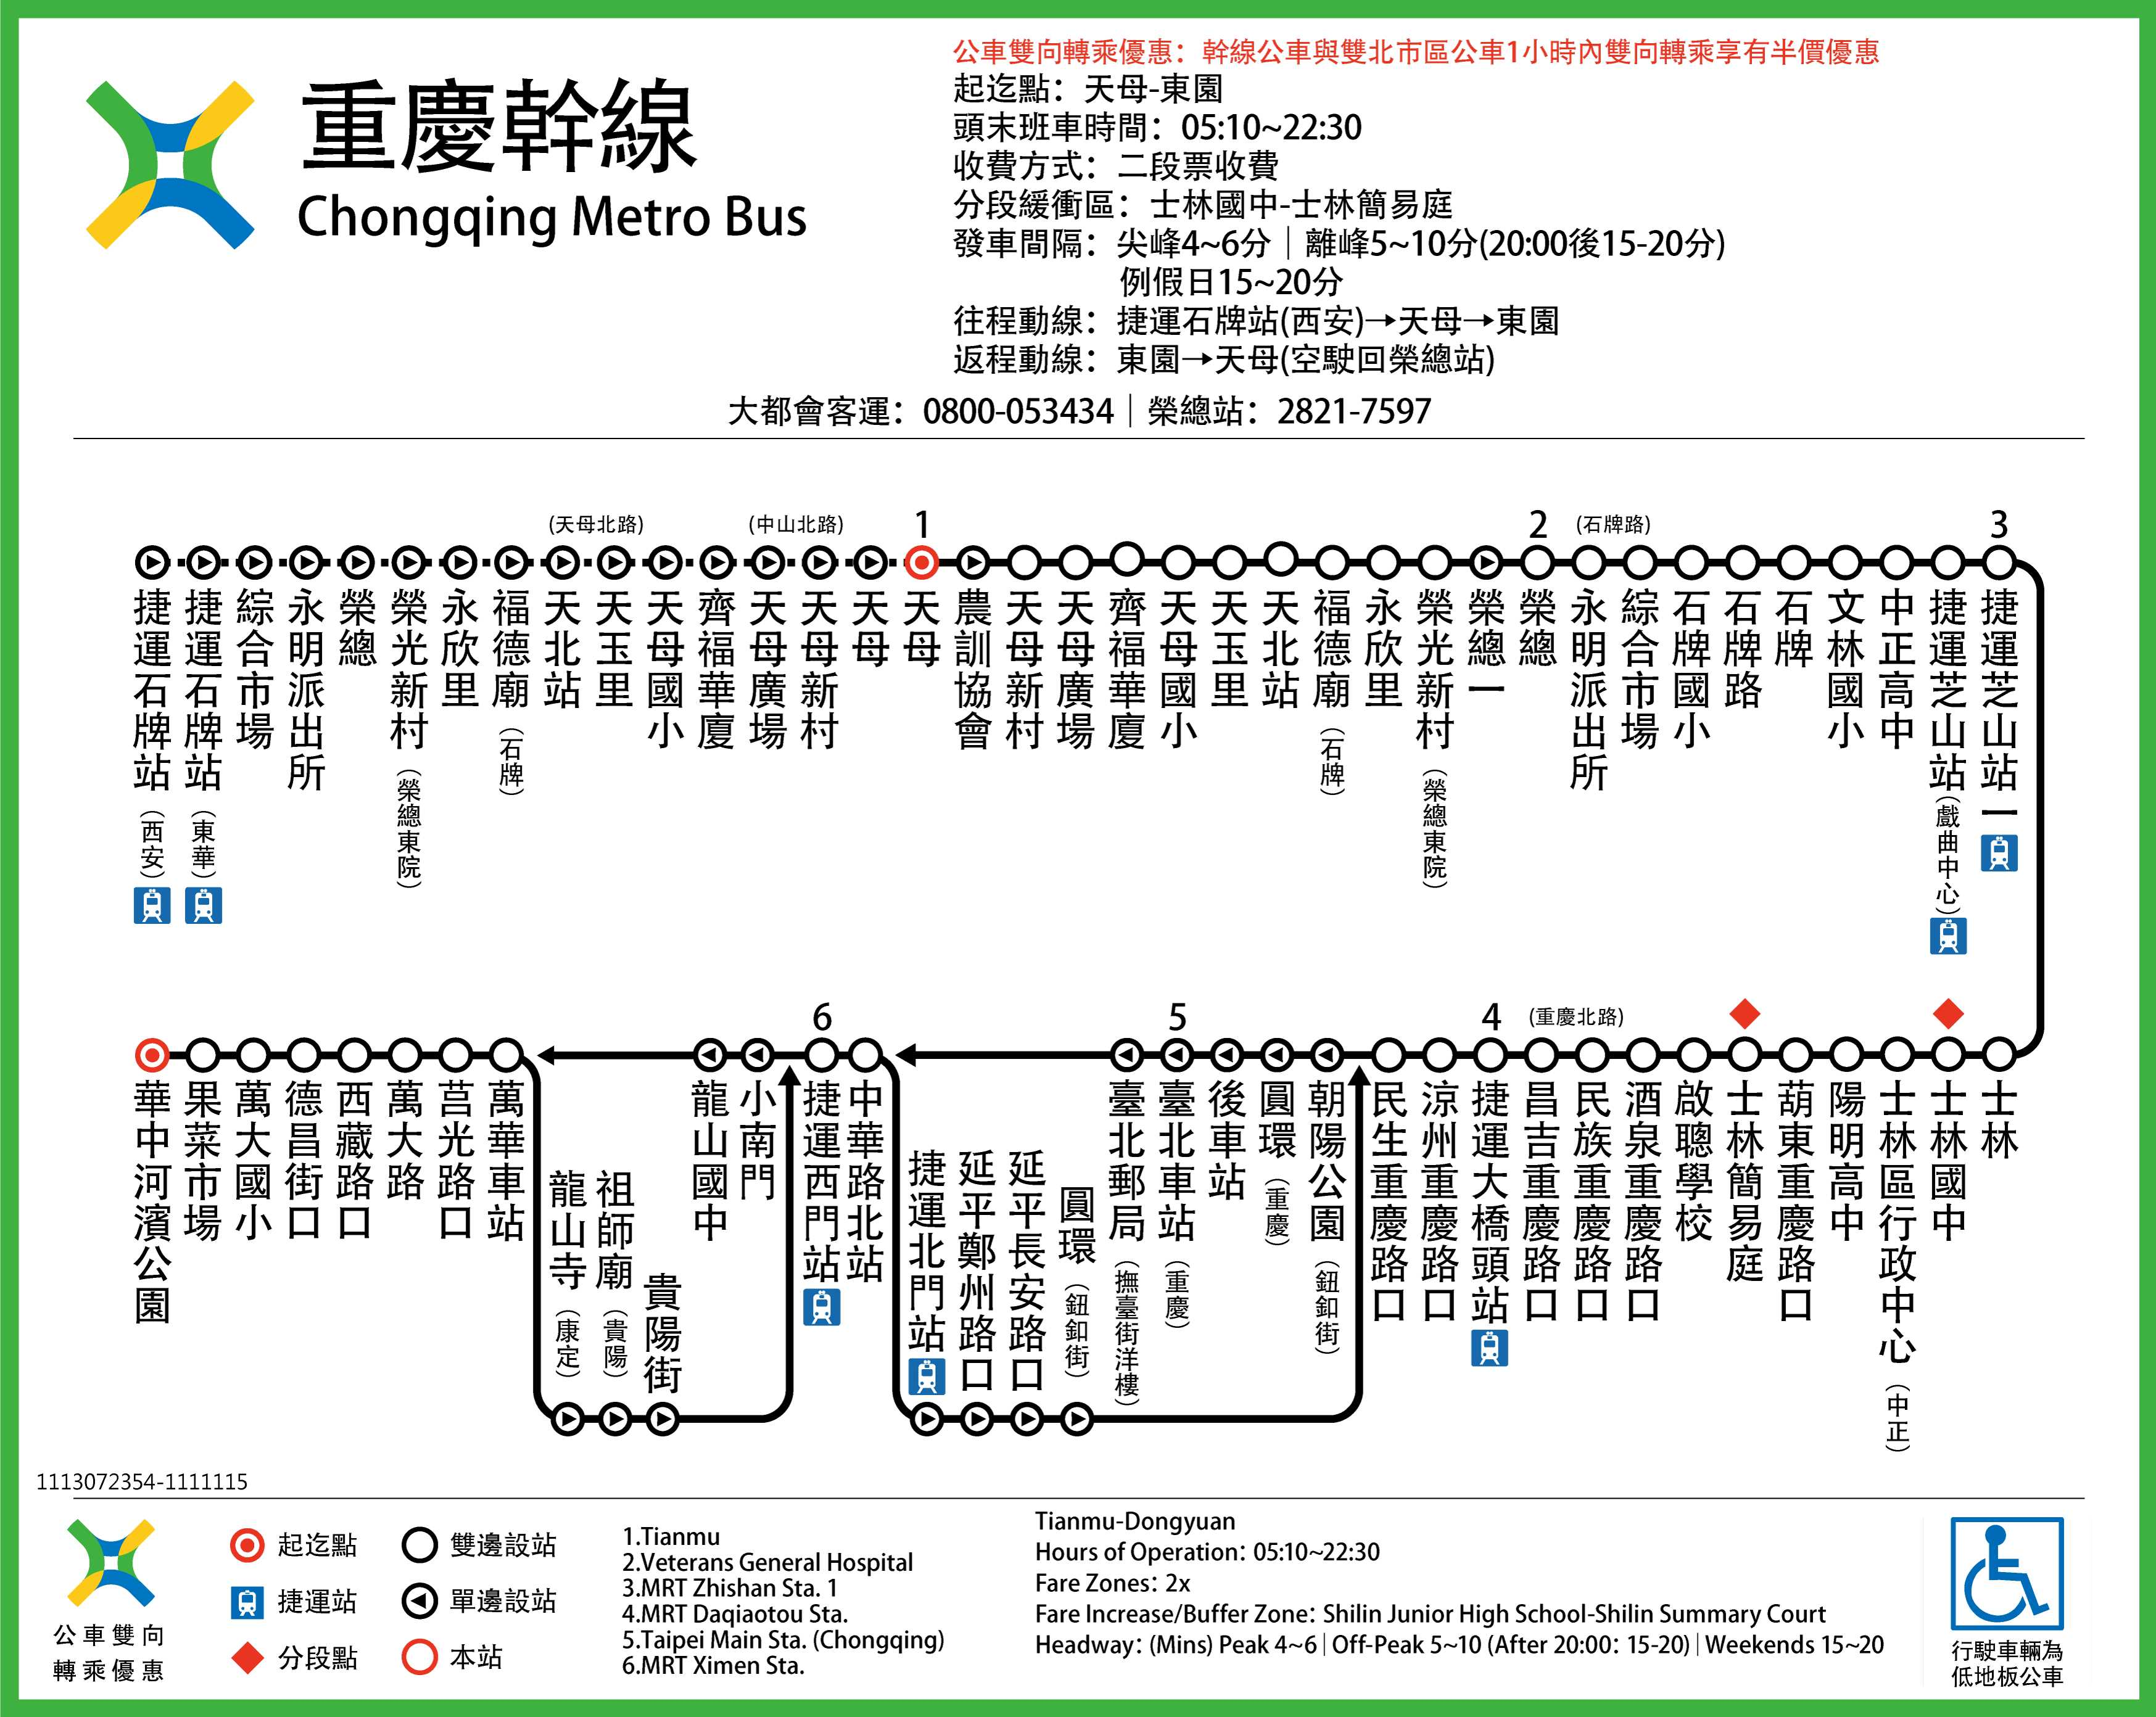 重慶幹線
Chongqing Metro Bus
公車雙向轉乘優惠：幹線公車與雙北市區公車1小時內雙向轉乘享有半價優惠
起迄點：天母-東園
頭末班車時間：05:10~22:30
收費方式：二段票收費
分段緩衝區：士林國中-士林簡易庭
發車間隔：尖峰4~6分｜離峰5~10分(20:00後15-20分)
例假日15~20分
往程動線：捷運石牌站(西安)→天母→東園
返程動線：東園→天母(空駛回榮總站)
大都會客運：0800-053434｜榮總站：2821-7597
(天母北路)
(中山北路)
1
2
(石牌路)
3
捷運石牌站(西安)
捷運石牌站(東華)
綜合市場
永明派出所
榮總
榮光新村(榮總東院)
永欣里
福德廟(石牌)
天北站
天玉里
天母國小
齊福華廈
天母廣場
天母新村
天母
天母
農訓協會
天母新村
天母廣場
齊福華廈
天母國小
天玉里
天北站
福德廟(石牌)
永欣里
榮光新村(榮總東院)
榮總一
榮總
永明派出所
綜合市場
石牌國小
石牌路
石牌
文林國小
中正高中
捷運芝山站(戲曲中心)
捷運芝山站一
6
5
4
(重慶北路)
華中河濱公園
果菜市場
萬大國小
德昌街口
西藏路口
萬大路
莒光路口
萬華車站
龍山寺(康定)
祖師廟(貴陽)
貴陽街
龍山國中
小南門
捷運西門站
中華路北站
捷運北門站
延平鄭州路口
延平長安路口
圓環(鈕釦街)
臺北郵局(撫臺街洋樓)
臺北車站(重慶)
後車站
圓環(重慶)
朝陽公園(鈕釦街)
民生重慶路口
涼州重慶路口
捷運大橋頭站
昌吉重慶路口
民族重慶路口
酒泉重慶路口
啟聰學校
士林簡易庭
葫東重慶路口
陽明高中
士林區行政中心(中正)
士林國中
士林
1113072354-1111115
公車雙向
轉乘優惠
起迄點
捷運站
分段點
雙邊設站
單邊設站
本站
1.Tianmu
2.Veterans General Hospital
3.MRT Zhishan Sta. 1
4.MRT Daqiaotou Sta.
5.Taipei Main Sta. (Chongqing)
6.MRT Ximen Sta.
Tianmu-Dongyuan
Hours of Operation: 05:10~22:30
Fare Zones: 2x
Fare Increase/Buffer Zone: Shilin Junior High School-Shilin Summary Court
Headway: (Mins) Peak 4~6｜Off-Peak 5~10 (After 20:00: 15-20)｜Weekends 15~20
行駛車輛為
低地板公車